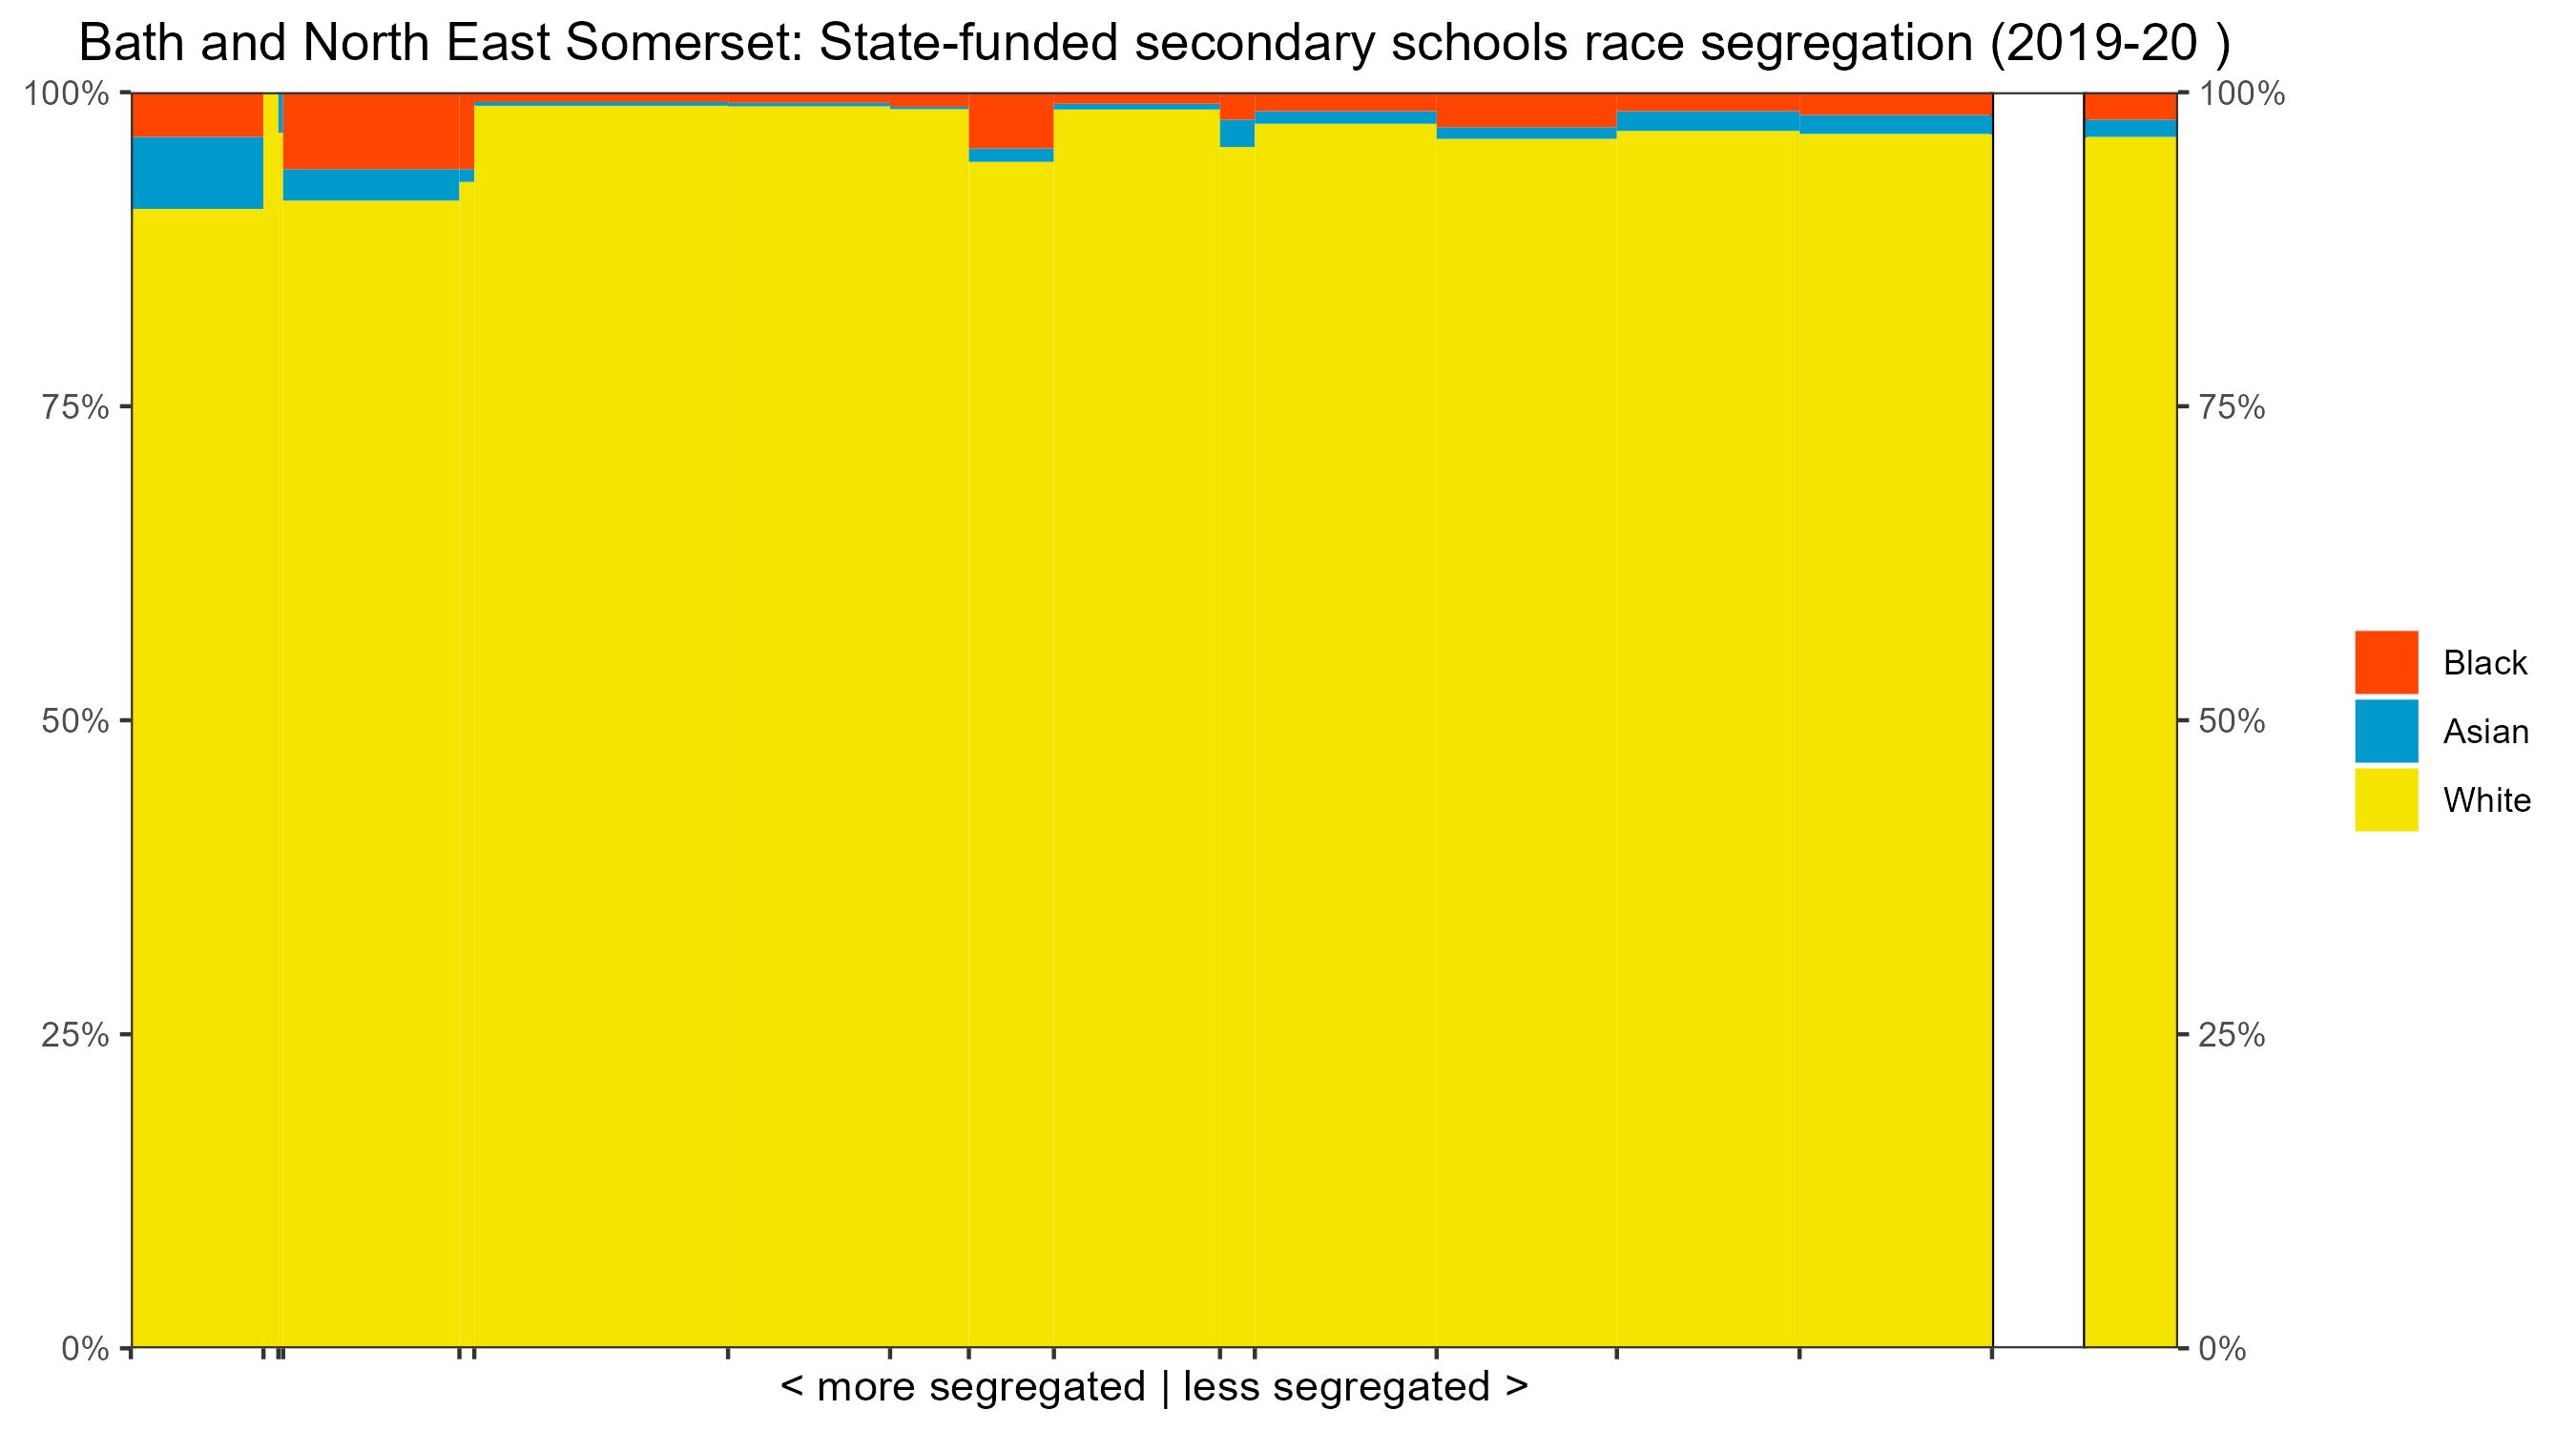 Bath and North East Somerset: State-funded secondary schools race segregation (2019-20 )
100%
75%
50%
25%
0%
100%
75%
50%
25%
0%
Black
Asian
White
< more segregated | less segregated >